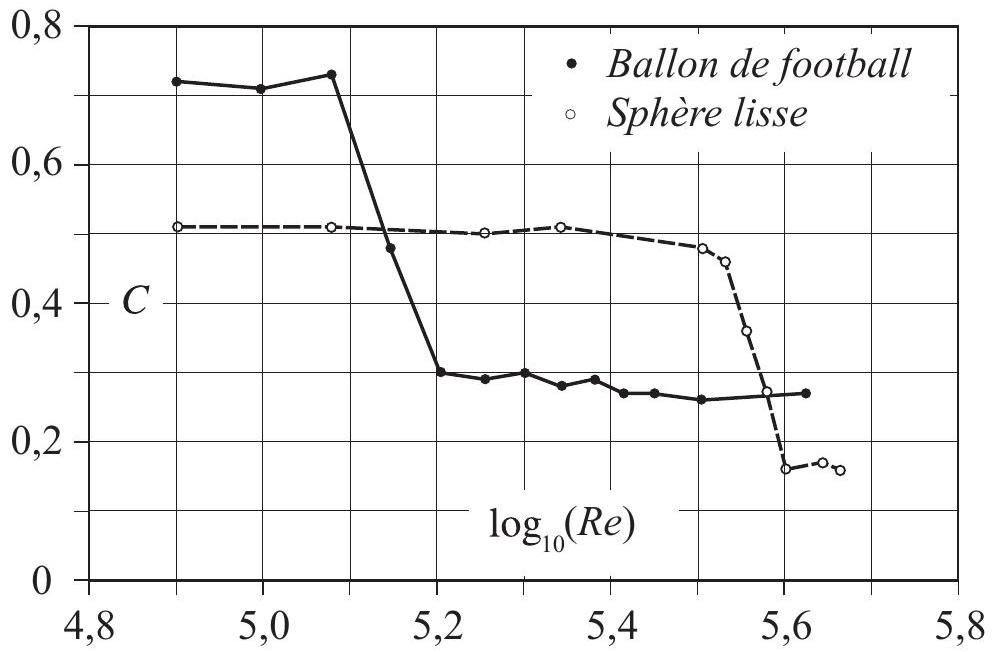 0,8
Ballon de football
Sphère lisse
0,6
0,4
C
0,2
log10(Re)
0
4,8 5,0 5,2 5,4 5,6 5,8